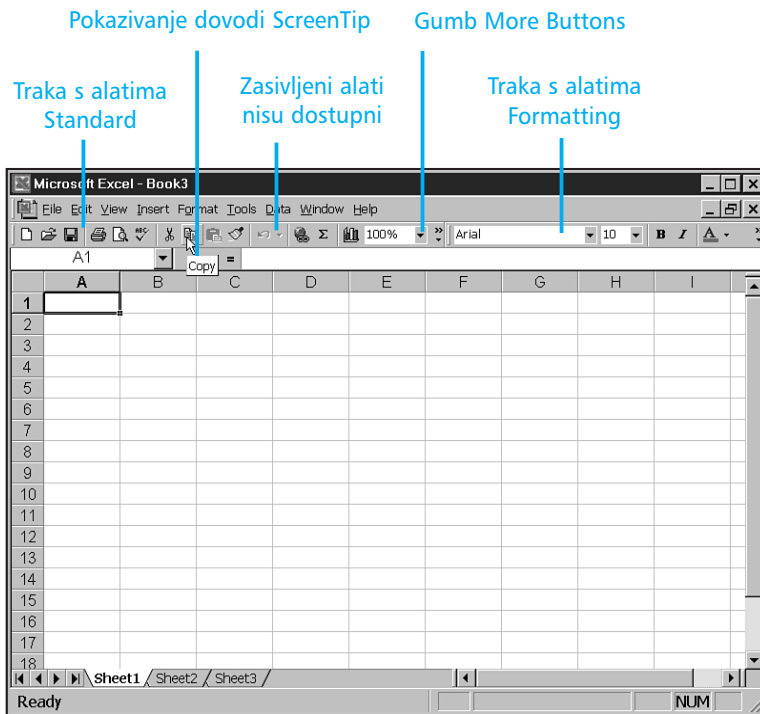 Pokazivanje dovodi ScreenTip
Gumb More Buttons
Traka s alatima
Standard
Zasivljeni alati
nisu dostupni
Traka s alatima
Formatting
Microsoft Excel - Book3
File Edit View Insert Format Tools Data Window Help
100% » Arial 10 B I A »
A1 =
Copy
A B C D E F G H I
1
2
3
4
5
6
7
8
9
10
11
12
13
14
15
16
17
18
Sheet1 Sheet2 Sheet3
Ready NUM